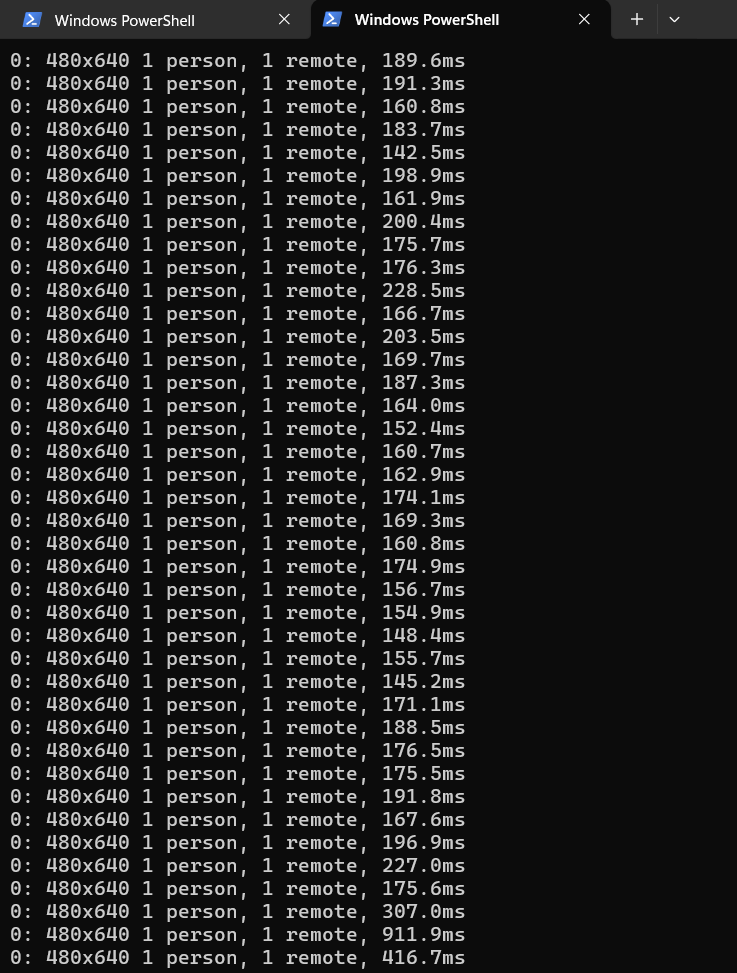 Windows PowerShell
Windows PowerShell
0: 480x640 1 person, 1 remote, 189.6ms
0: 480x640 1 person, 1 remote, 191.3ms
0: 480x640 1 person, 1 remote, 160.8ms
0: 480x640 1 person, 1 remote, 183.7ms
0: 480x640 1 person, 1 remote, 142.5ms
0: 480x640 1 person, 1 remote, 198.9ms
0: 480x640 1 person, 1 remote, 161.9ms
0: 480x640 1 person, 1 remote, 200.4ms
0: 480x640 1 person, 1 remote, 175.7ms
0: 480x640 1 person, 1 remote, 176.3ms
0: 480x640 1 person, 1 remote, 228.5ms
0: 480x640 1 person, 1 remote, 166.7ms
0: 480x640 1 person, 1 remote, 203.5ms
0: 480x640 1 person, 1 remote, 169.7ms
0: 480x640 1 person, 1 remote, 187.3ms
0: 480x640 1 person, 1 remote, 164.0ms
0: 480x640 1 person, 1 remote, 152.4ms
0: 480x640 1 person, 1 remote, 160.7ms
0: 480x640 1 person, 1 remote, 162.9ms
0: 480x640 1 person, 1 remote, 174.1ms
0: 480x640 1 person, 1 remote, 169.3ms
0: 480x640 1 person, 1 remote, 160.8ms
0: 480x640 1 person, 1 remote, 174.9ms
0: 480x640 1 person, 1 remote, 156.7ms
0: 480x640 1 person, 1 remote, 154.9ms
0: 480x640 1 person, 1 remote, 148.4ms
0: 480x640 1 person, 1 remote, 155.7ms
0: 480x640 1 person, 1 remote, 145.2ms
0: 480x640 1 person, 1 remote, 171.1ms
0: 480x640 1 person, 1 remote, 188.5ms
0: 480x640 1 person, 1 remote, 176.5ms
0: 480x640 1 person, 1 remote, 175.5ms
0: 480x640 1 person, 1 remote, 191.8ms
0: 480x640 1 person, 1 remote, 167.6ms
0: 480x640 1 person, 1 remote, 196.9ms
0: 480x640 1 person, 1 remote, 227.0ms
0: 480x640 1 person, 1 remote, 175.6ms
0: 480x640 1 person, 1 remote, 307.0ms
0: 480x640 1 person, 1 remote, 911.9ms
0: 480x640 1 person, 1 remote, 416.7ms